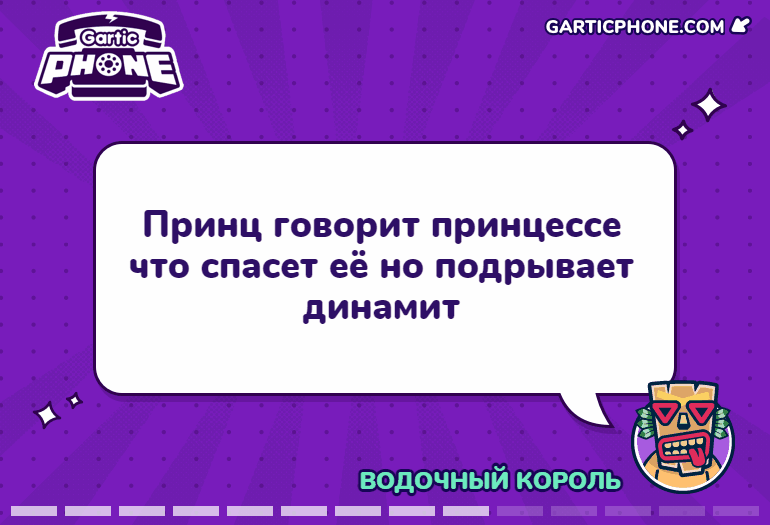 Gartic
PHONE
GARTICPHONE.COM
Принц говорит принцессе
что спасет её но подрывает
динамит
ВОДОЧНЫЙ КОРОЛЬ